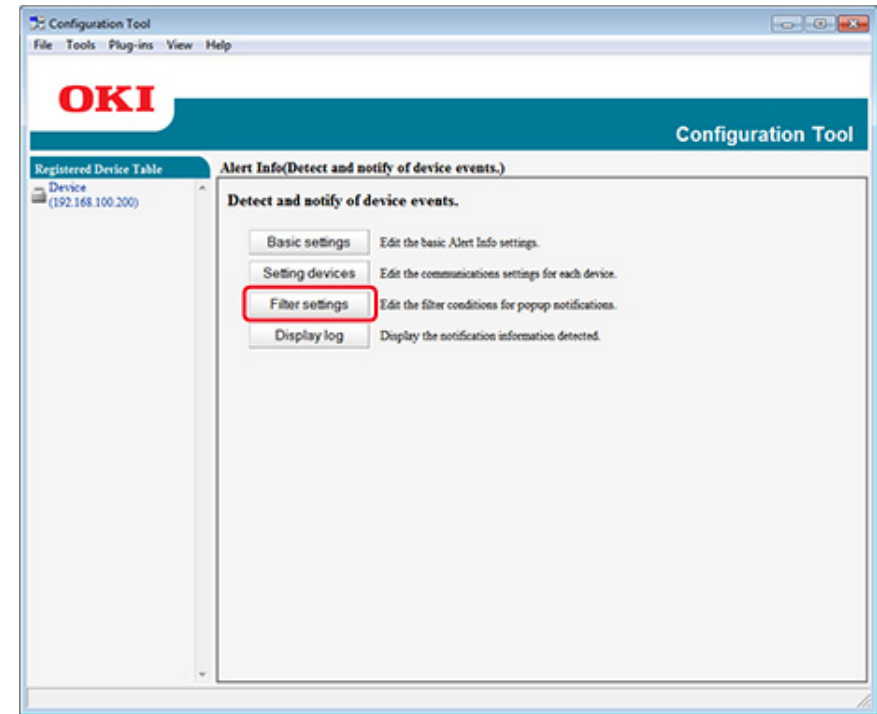 Configuration Tool
File Tools Plug-ins View Help
OKI
Configuration Tool
Registered Device Table
Device
(192.168.100.200)
Alert Info(Detect and notify of device events.)
Detect and notify of device events.
Basic settings Edit the basic Alert Info settings.
Setting devices Edit the communications settings for each device.
Filter settings Edit the filter conditions for popup notifications.
Display log Display the notification information detected.